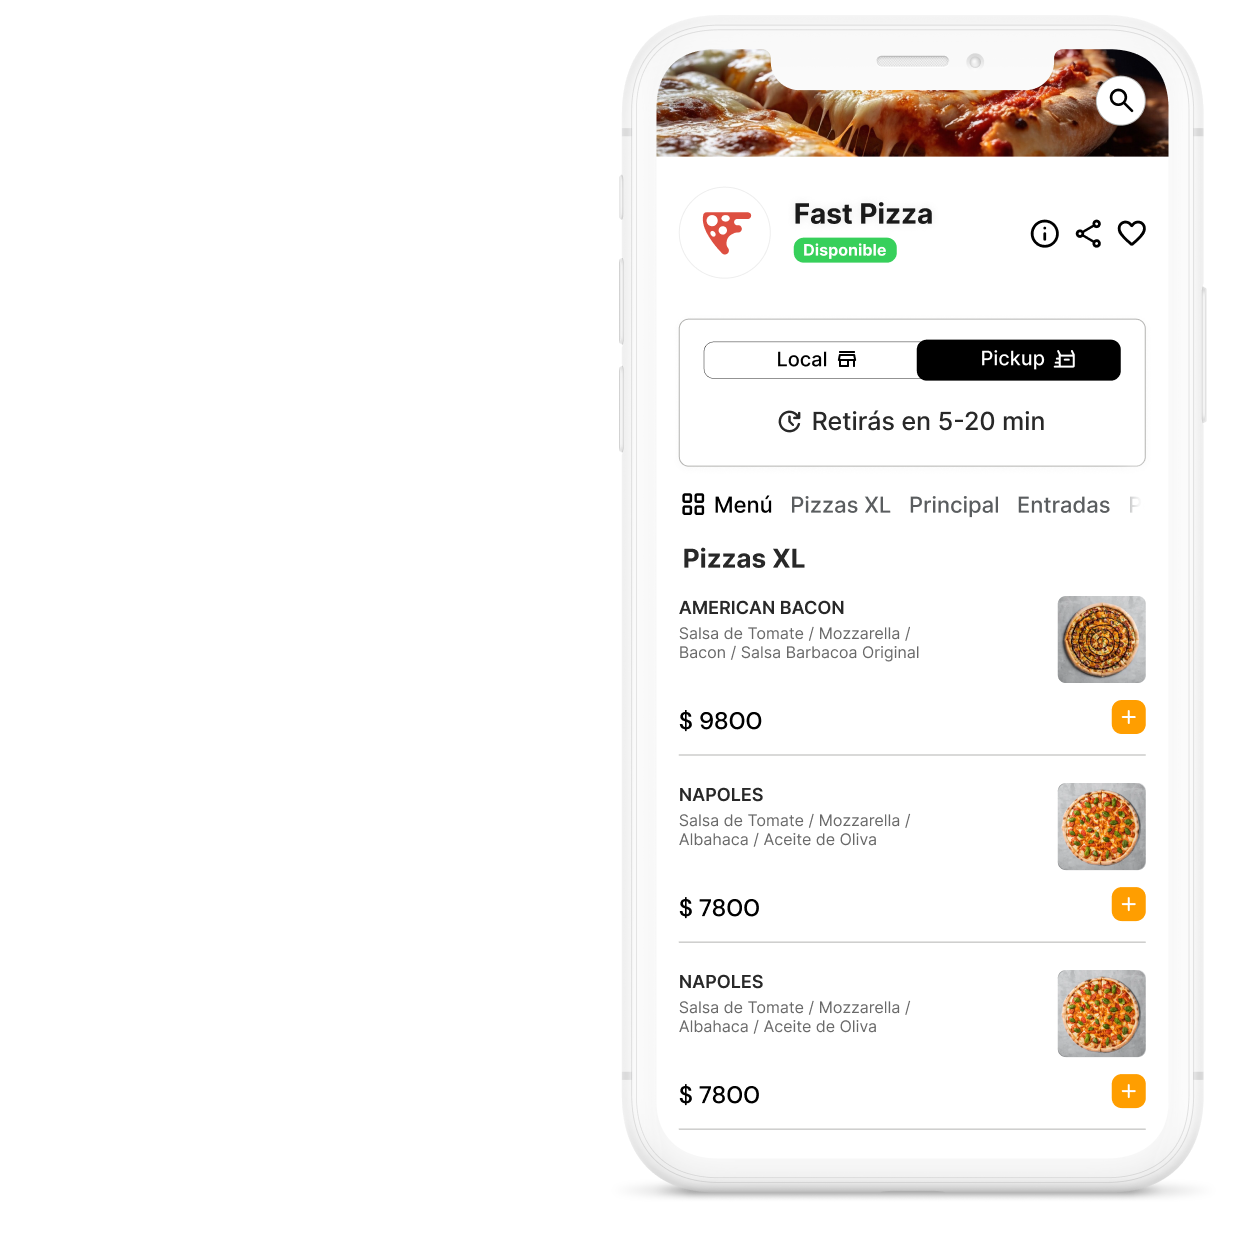 Fast Pizza
Disponible
Local
Pickup
Retirás en 5-20 min
Menú Pizzas XL Principal Entradas
Pizzas XL
AMERICAN BACON
Salsa de Tomate / Mozzarella /
Bacon / Salsa Barbacoa Original
$ 9800
NAPOLES
Salsa de Tomate / Mozzarella /
Albahaca / Aceite de Oliva
$ 7800
NAPOLES
Salsa de Tomate / Mozzarella /
Albahaca / Aceite de Oliva
$ 7800